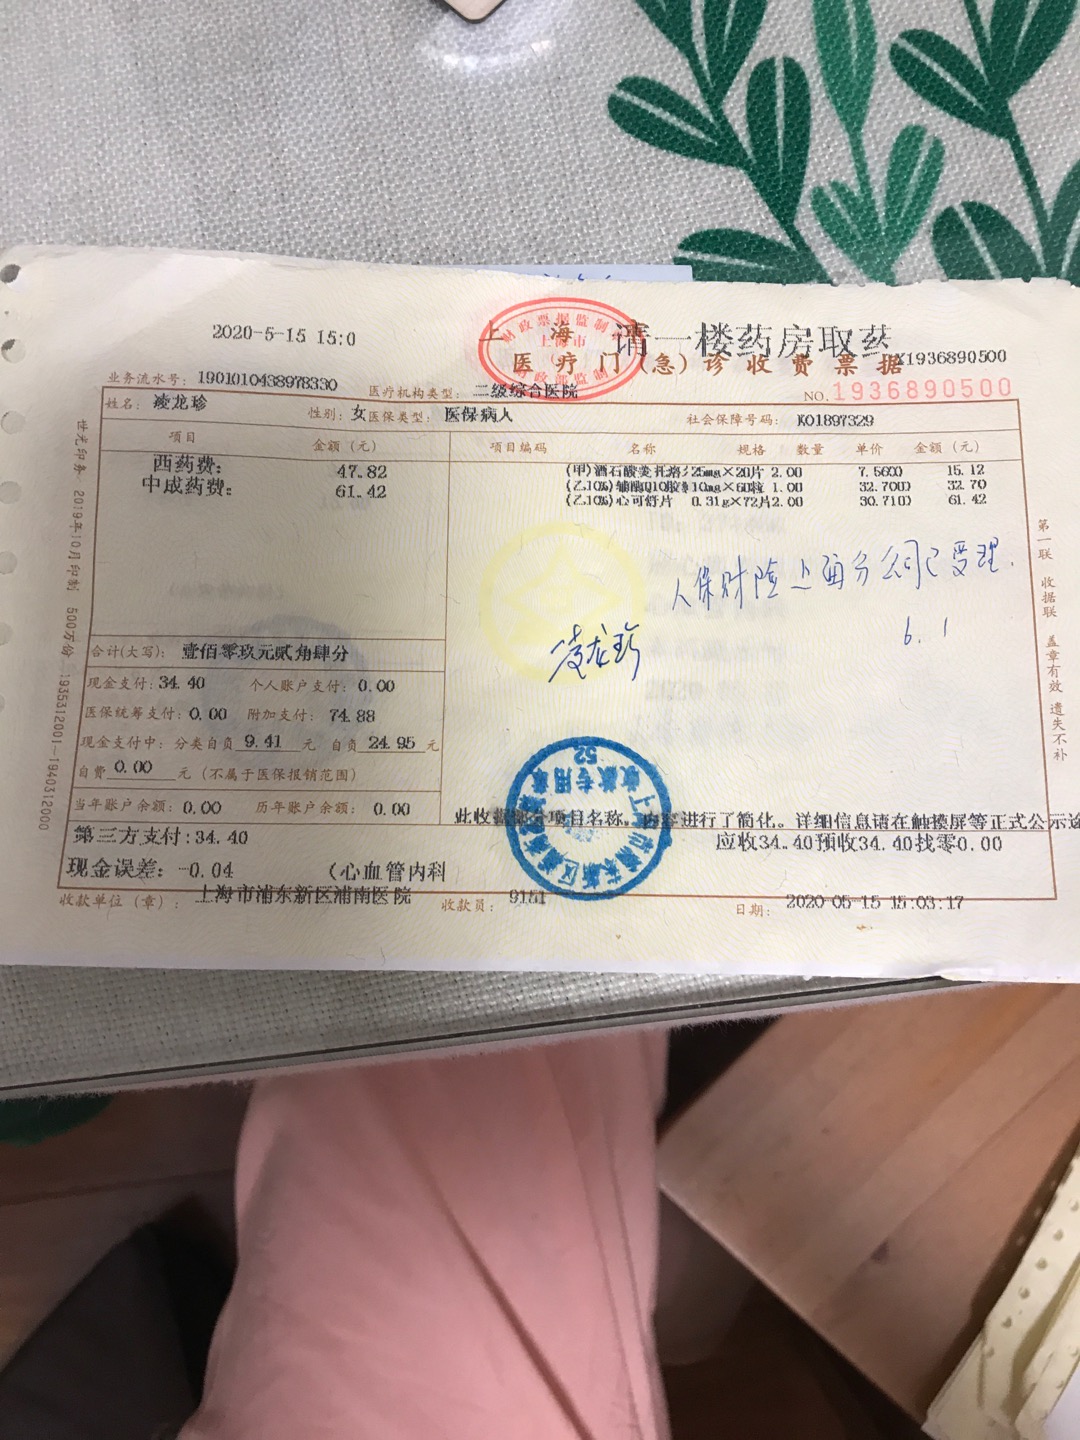 2020-5-15 15:0
上海
请一楼药房取药
医疗门(急)诊收费票据
X1936890500
NO.1936890500
业务流水号：1901010438978330
医疗机构类型：二级综合医院
姓名：凌龙珍 性别：女 医保类型：医保病人 社会保障号码：K01897329
项目 金额（元） 项目编码 名称 规格 数量 单价 金额（元）
西药费： 47.82
中成药费： 61.42
(甲)酒石酸美托洛 25mg×20片 2.00 7.5600 15.12
(乙10%)辅酶Q10胶 10mg×60粒 1.00 32.7000 32.70
(乙10%)心可舒片 0.31g×72片 2.00 30.7100 61.42
人保财险上海分公司已受理.
6.1
凌龙珍
合计(大写)：壹佰零玖元贰角肆分
现金支付：34.40 个人账户支付：0.00
医保统筹支付：0.00 附加支付：74.88
现金支付中：分类自负 9.41 元 自负 24.95 元
自费 0.00 元（不属于医保报销范围）
当年账户余额：0.00 历年账户余额：0.00
此收据部分项目名称，内容进行了简化。详细信息请在触摸屏等正式公示途
第三方支付:34.40
应收34.40预收34.40找零0.00
现金误差：-0.04 (心血管内科
收款单位（章）：上海市浦东新区浦南医院 收款员：9151 日期：2020-05-15 15:03:17
世光印务 2019年10月印制 500万份 1935312001-1940312000
第一联 收据联 盖章有效 遗失不补
财政票据监制
上海市
财政部监制
收款专用章
52